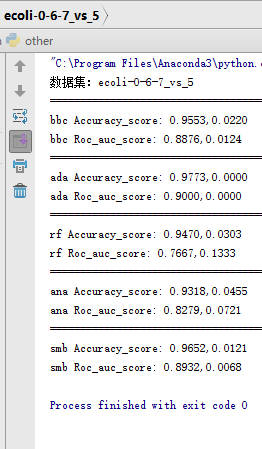 ecoli-0-6-7_vs_5
other
"C:\Program Files\Anaconda3\python.
数据集：ecoli-0-6-7_vs_5
bbc Accuracy_score: 0.9553,0.0220
bbc Roc_auc_score: 0.8876,0.0124
ada Accuracy_score: 0.9773,0.0000
ada Roc_auc_score: 0.9000,0.0000
rf Accuracy_score: 0.9470,0.0303
rf Roc_auc_score: 0.7667,0.1333
ana Accuracy_score: 0.9318,0.0455
ana Roc_auc_score: 0.8279,0.0721
smb Accuracy_score: 0.9652,0.0121
smb Roc_auc_score: 0.8932,0.0068
Process finished with exit code 0